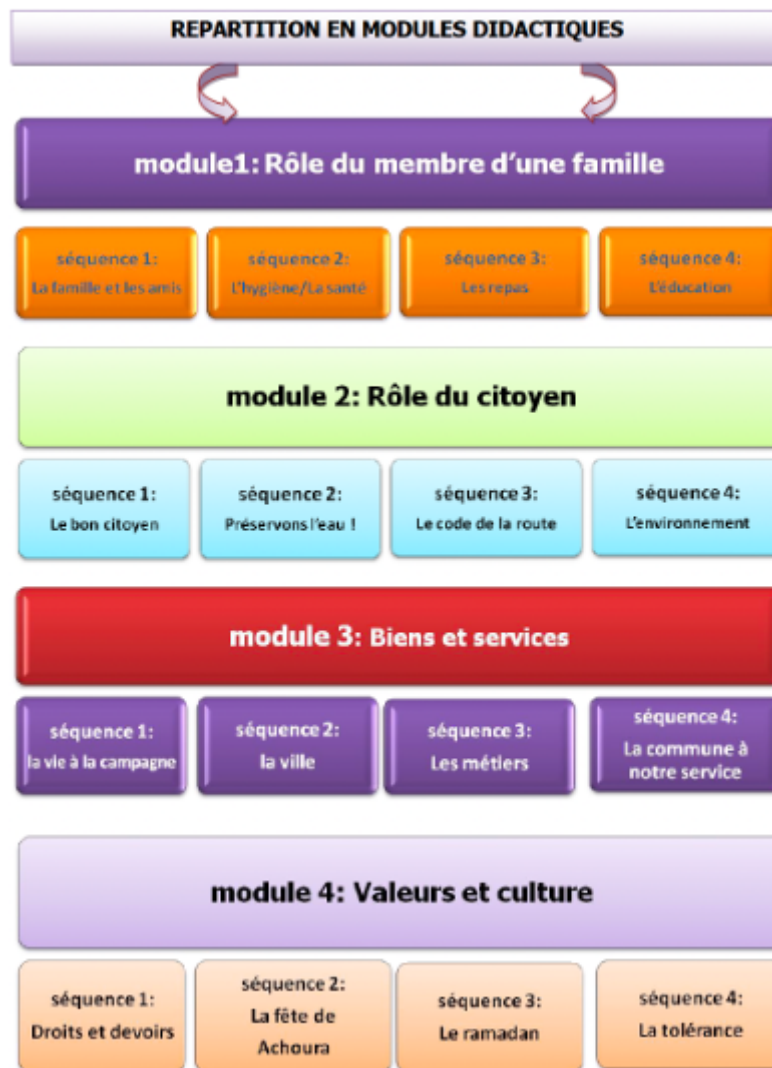 REPARTITION EN MODULES DIDACTIQUES
module1: Rôle du membre d'une famille
séquence 1:
La famille et les amis
séquence 2:
L'hygiène/La santé
séquence 3:
Les repas
séquence 4:
L'éducation
module 2: Rôle du citoyen
séquence 1:
Le bon citoyen
séquence 2:
Préservons l'eau !
séquence 3:
Le code de la route
séquence 4:
L'environnement
module 3: Biens et services
séquence 1:
la vie à la campagne
séquence 2:
la ville
séquence 3:
Les métiers
séquence 4:
La commune à
notre service
module 4: Valeurs et culture
séquence 1:
Droits et devoirs
séquence 2:
La fête de
Achoura
séquence 3:
Le ramadan
séquence 4:
La tolérance